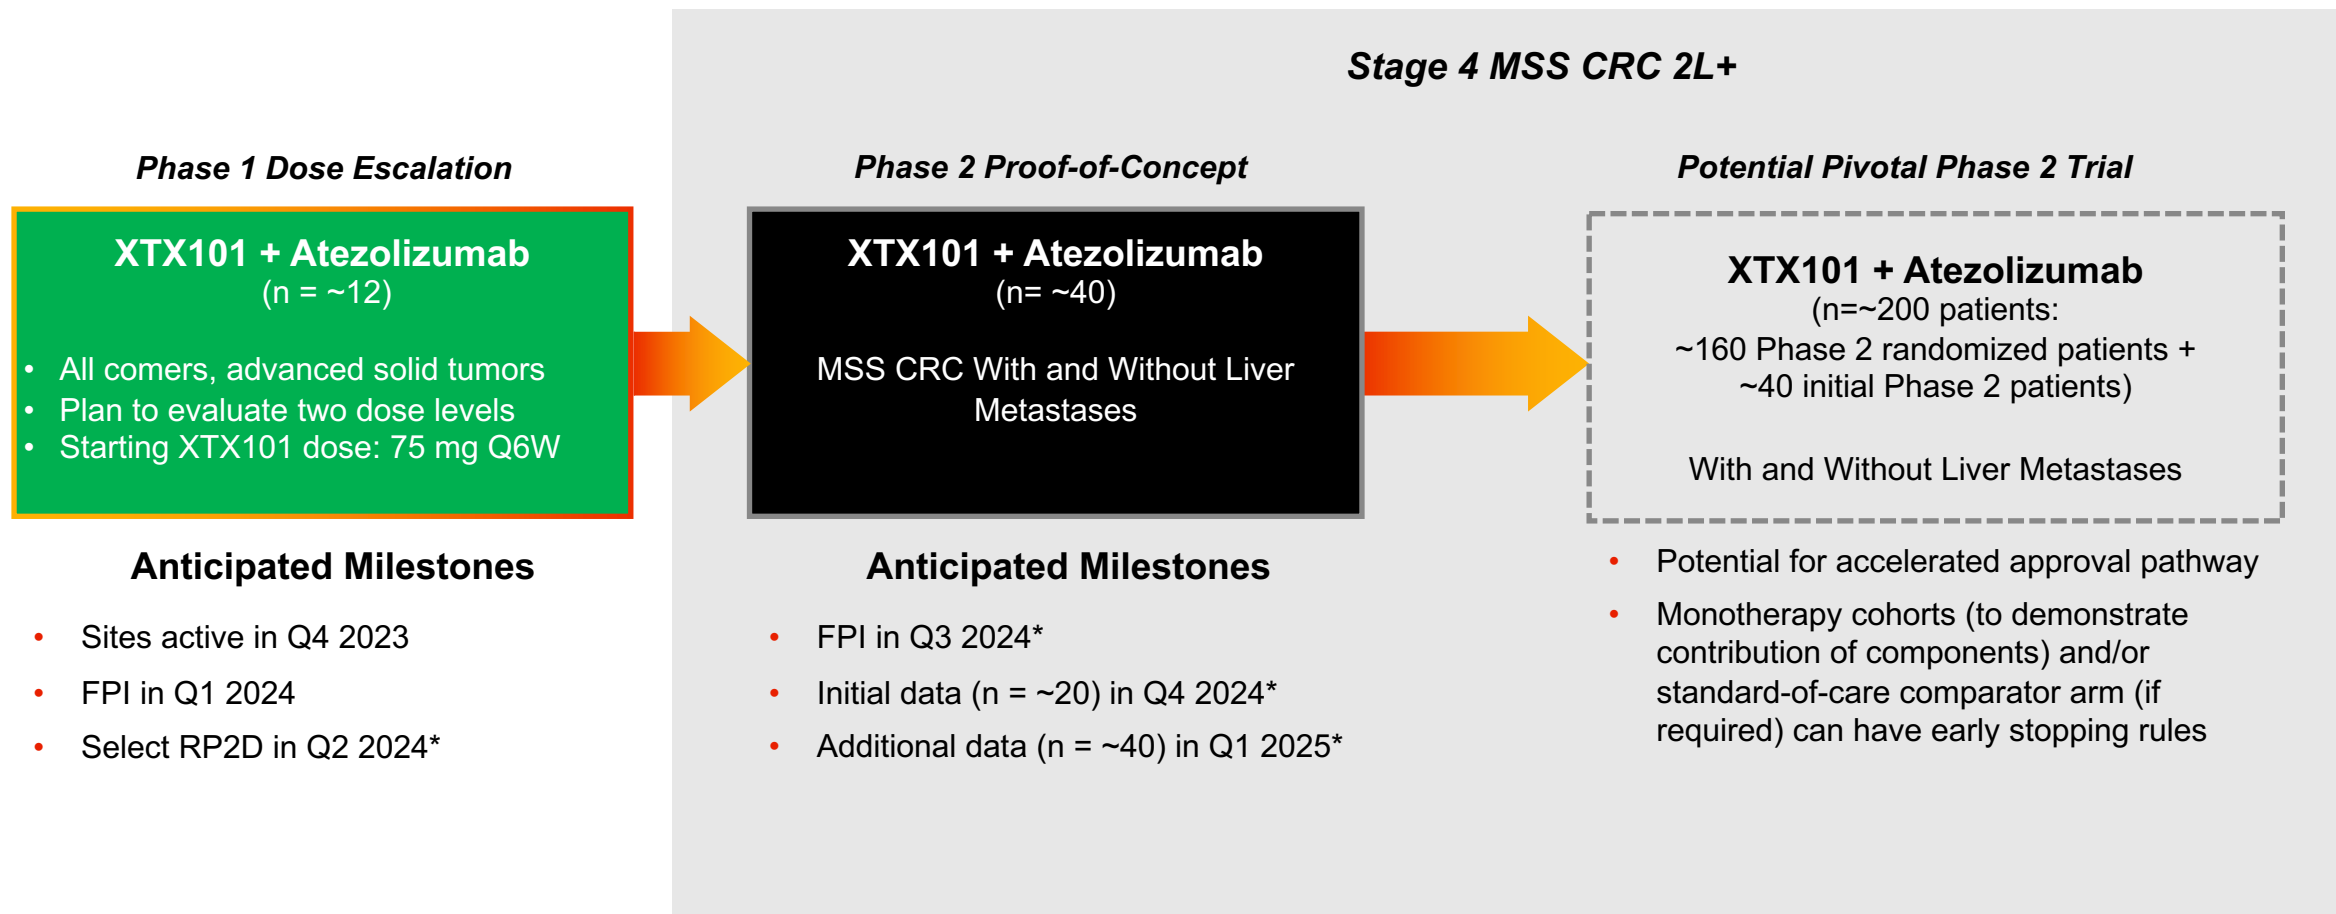 Stage 4 MSS CRC 2L+
Phase 1 Dose Escalation
XTX101 + Atezolizumab
(n = ~12)
• All comers, advanced solid tumors
• Plan to evaluate two dose levels
• Starting XTX101 dose: 75 mg Q6W
Anticipated Milestones
• Sites active in Q4 2023
• FPI in Q1 2024
• Select RP2D in Q2 2024*
Phase 2 Proof-of-Concept
XTX101 + Atezolizumab
(n= ~40)
MSS CRC With and Without Liver
Metastases
Anticipated Milestones
• FPI in Q3 2024*
• Initial data (n = ~20) in Q4 2024*
• Additional data (n = ~40) in Q1 2025*
Potential Pivotal Phase 2 Trial
XTX101 + Atezolizumab
(n=~200 patients:
~160 Phase 2 randomized patients +
~40 initial Phase 2 patients)
With and Without Liver Metastases
• Potential for accelerated approval pathway
• Monotherapy cohorts (to demonstrate
contribution of components) and/or
standard-of-care comparator arm (if
required) can have early stopping rules